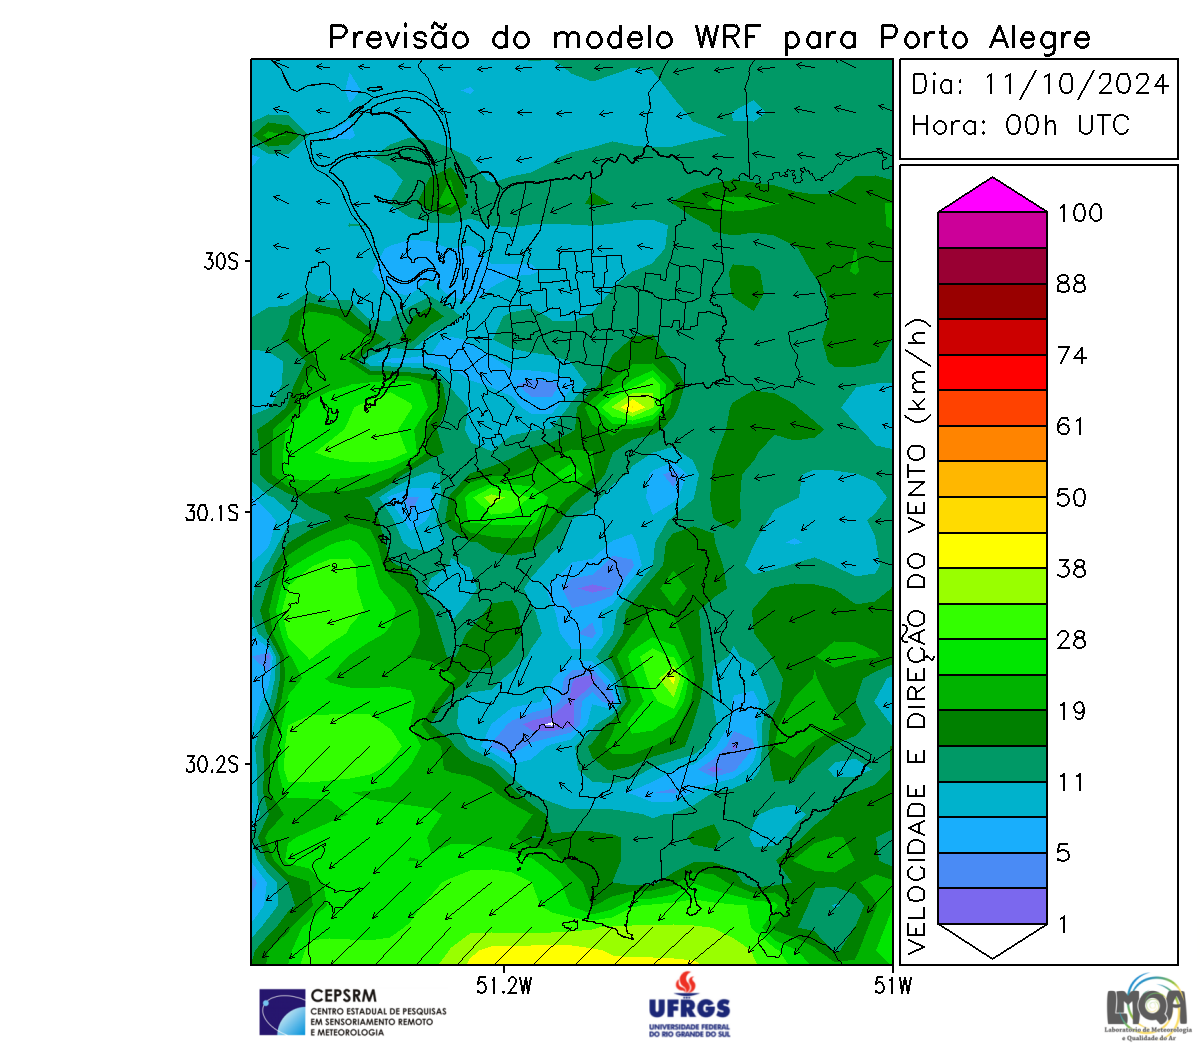 Previsão do modelo WRF para Porto Alegre
Dia: 11/10/2024
Hora: 00h UTC
100
88
74
61
50
38
28
19
11
5
1
VELOCIDADE E DIREÇÃO DO VENTO (km/h)
30S
30.1S
30.2S
51.2W
51W
CEPSRM
CENTRO ESTADUAL DE PESQUISAS
EM SENSORIAMENTO REMOTO
E METEOROLOGIA
UFRGS
UNIVERSIDADE FEDERAL
DO RIO GRANDE DO SUL
LMQA
Laboratório de Meteorologia
e Qualidade do Ar